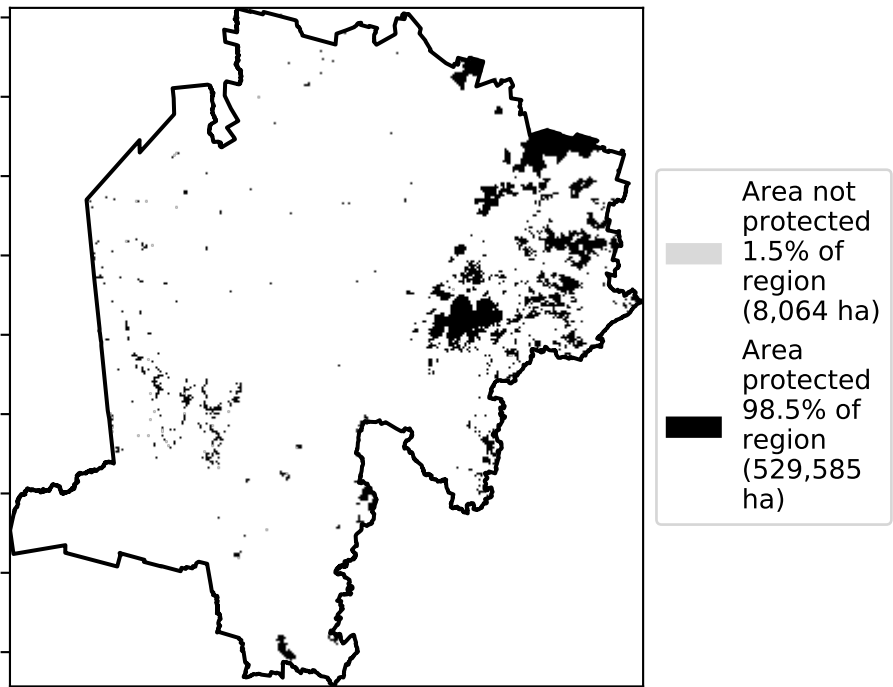 Area not
protected
1.5% of
region
(8,064 ha)
Area
protected
98.5% of
region
(529,585
ha)